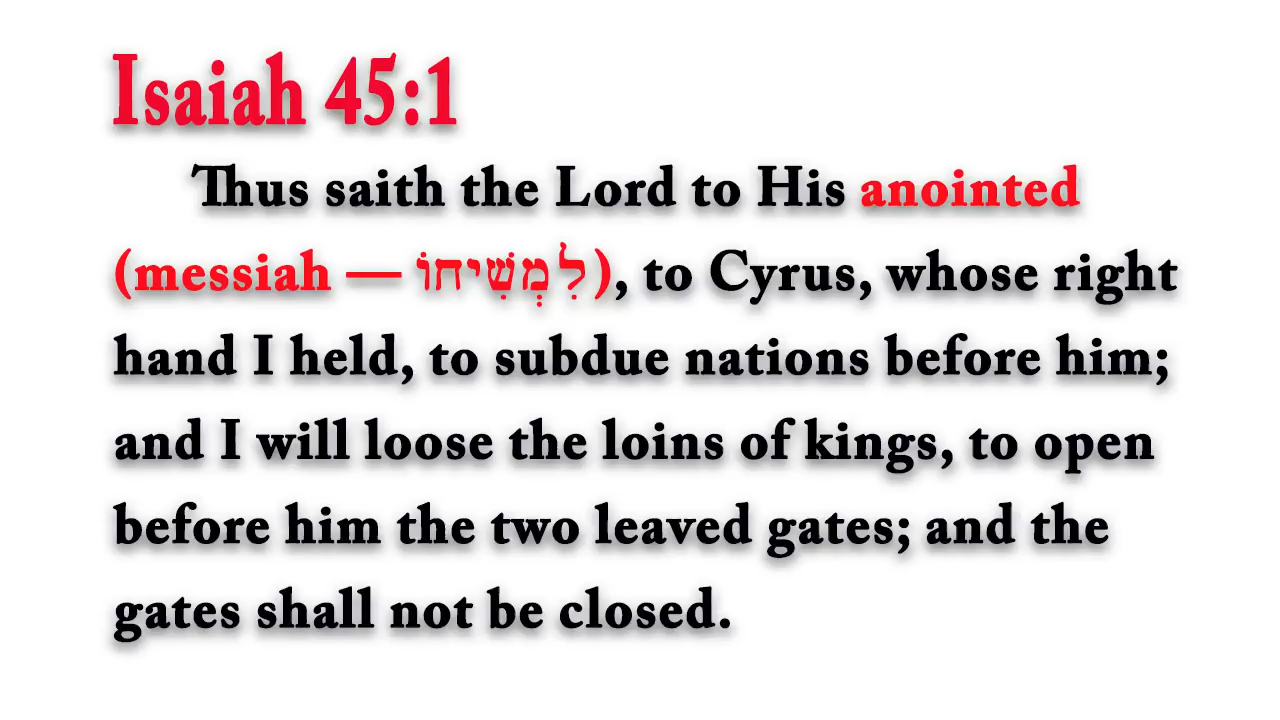 Isaiah 45:1
Thus saith the Lord to His anointed
(messiah — לִמְשִׁיחוֹ), to Cyrus, whose right
hand I held, to subdue nations before him;
and I will loose the loins of kings, to open
before him the two leaved gates; and the
gates shall not be closed.